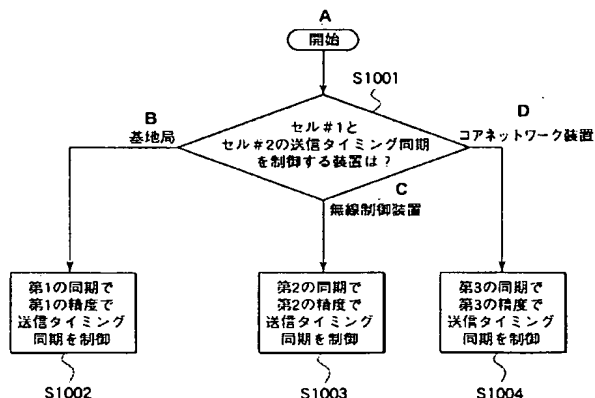 A
開始
S1001
B
基地局
セル#1と
セル#2の送信タイミング同期
を制御する装置は?
D
コアネットワーク装置
C
無線制御装置
第1の同期で
第1の精度で
送信タイミング
同期を制御
第2の同期で
第2の精度で
送信タイミング
同期を制御
第3の同期で
第3の精度で
送信タイミング
同期を制御
S1002
S1003
S1004